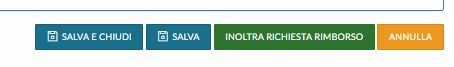 SALVA E CHIUDI SALVA INOLTRA RICHIESTA RIMBORSO ANNULLA